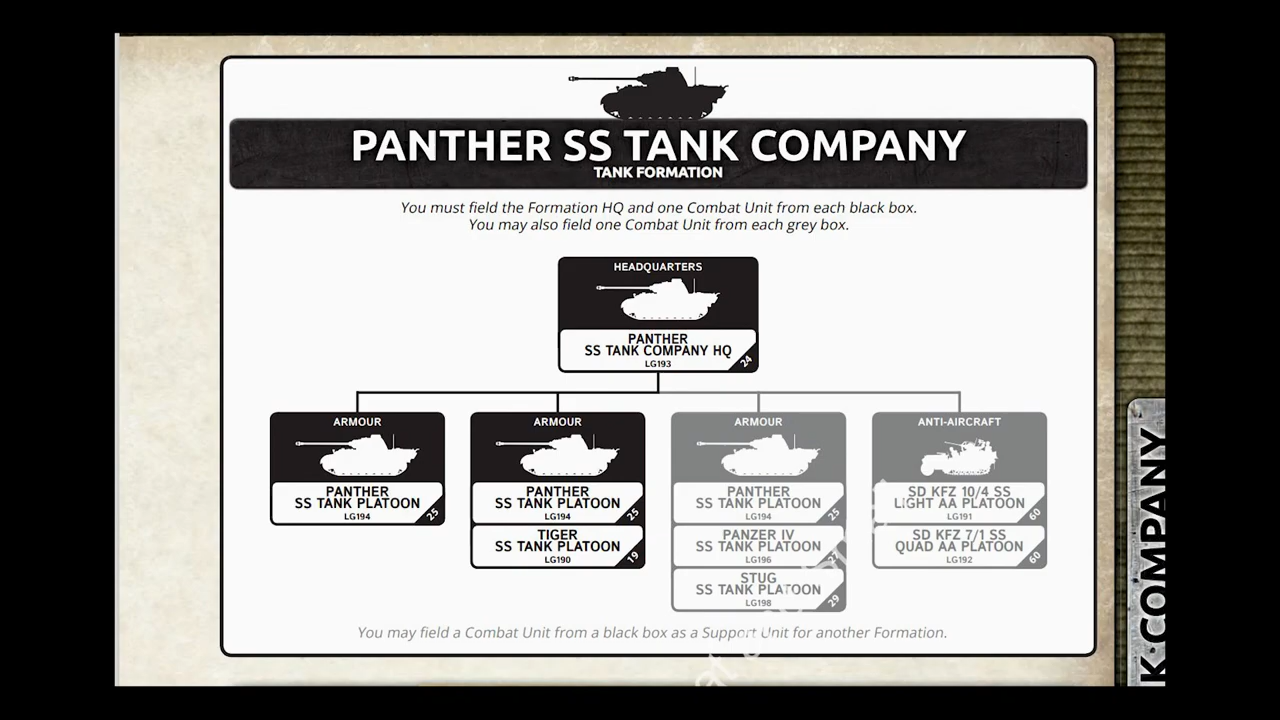 PANTHER SS TANK COMPANY
TANK FORMATION
You must field the Formation HQ and one Combat Unit from each black box.
You may also field one Combat Unit from each grey box.
HEADQUARTERS
PANTHER
SS TANK COMPANY HQ
LG193
24
ARMOUR
PANTHER
SS TANK PLATOON
LG194
25
ARMOUR
PANTHER
SS TANK PLATOON
LG194
25
TIGER
SS TANK PLATOON
LG190
19
ARMOUR
PANTHER
SS TANK PLATOON
LG194
25
PANZER IV
SS TANK PLATOON
LG196
STUG
SS TANK PLATOON
LG198
29
ANTI-AIRCRAFT
SD KFZ 10/4 SS
LIGHT AA PLATOON
LG191
60
SD KFZ 7/1 SS
QUAD AA PLATOON
LG192
60
You may field a Combat Unit from a black box as a Support Unit for another Formation.
K COMPANY